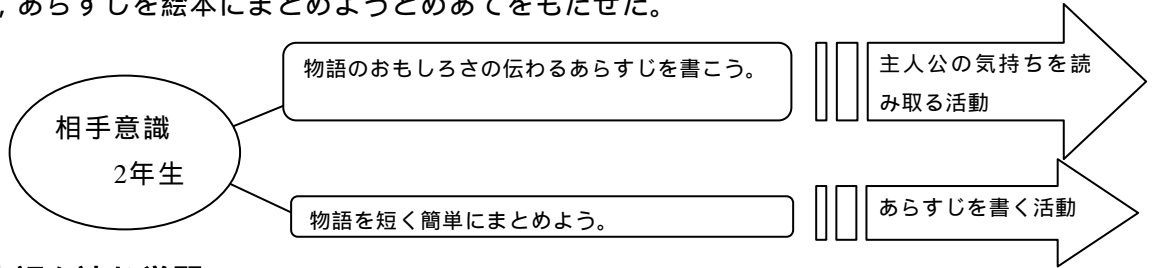 , あらすじを絵本にまとめようとめあてをもたせた。
物語のおもしろさの伝わるあらすじを書こう。
主人公の気持ちを読
み取る活動
相手意識
2年生
物語を短く簡単にまとめよう。
あらすじを書く活動